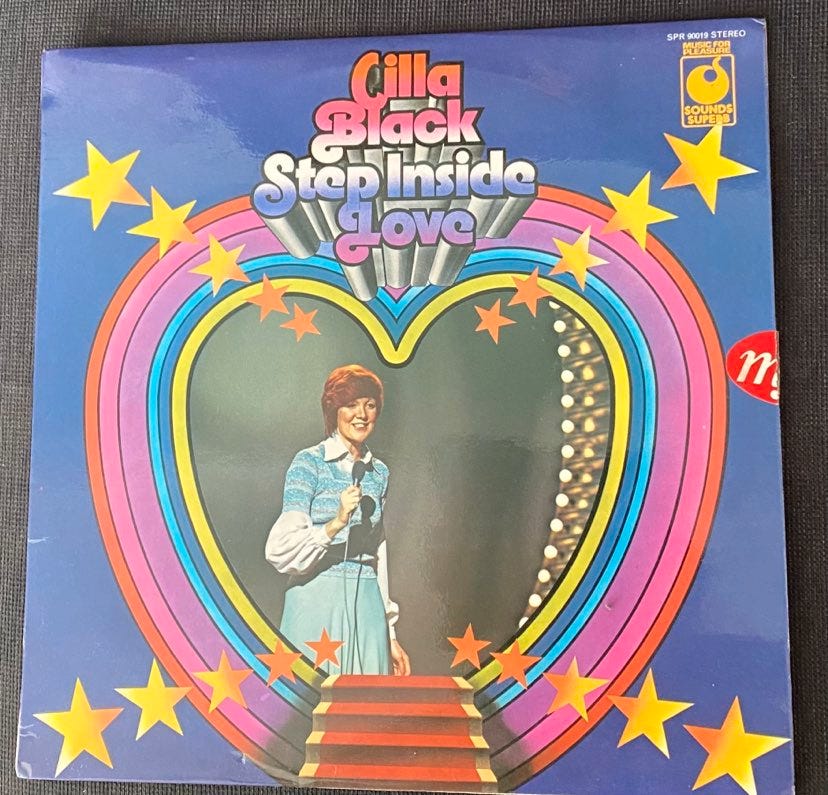 SPR 90019 STEREO
MUSIC FOR
PLEASURE
SOUNDS
SUPERB
Cilla
Black
Step Inside
Love
m